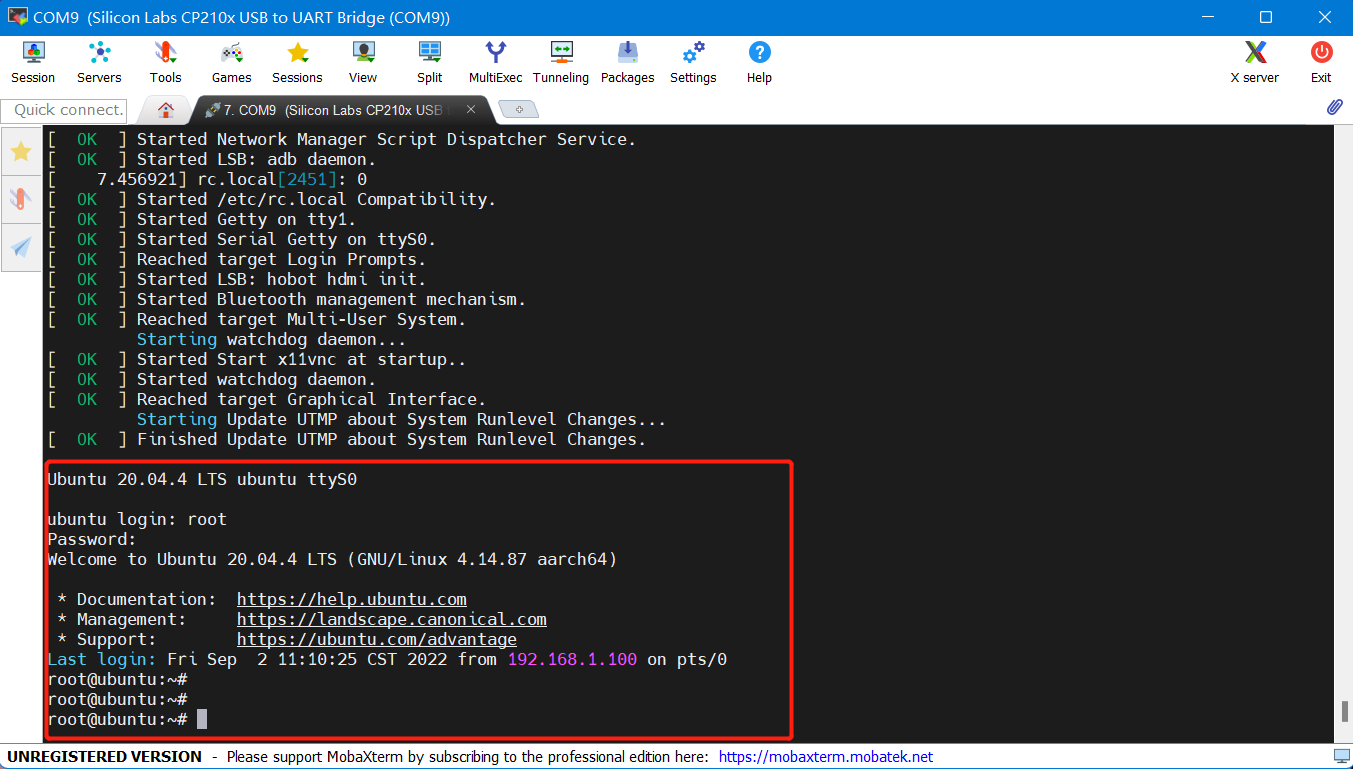 COM9  (Silicon Labs CP210x USB to UART Bridge (COM9))
Session Servers Tools Games Sessions View Split MultiExec Tunneling Packages Settings Help X server Exit
Quick connect.
7. COM9  (Silicon Labs CP210x USB
[  OK  ] Started Network Manager Script Dispatcher Service.
[  OK  ] Started LSB: adb daemon.
[    7.456921] rc.local[2451]: 0
[  OK  ] Started /etc/rc.local Compatibility.
[  OK  ] Started Getty on tty1.
[  OK  ] Started Serial Getty on ttyS0.
[  OK  ] Reached target Login Prompts.
[  OK  ] Started LSB: hobot hdmi init.
[  OK  ] Started Bluetooth management mechanism.
[  OK  ] Reached target Multi-User System.
         Starting watchdog daemon...
[  OK  ] Started Start x11vnc at startup..
[  OK  ] Started watchdog daemon.
[  OK  ] Reached target Graphical Interface.
         Starting Update UTMP about System Runlevel Changes...
[  OK  ] Finished Update UTMP about System Runlevel Changes.
Ubuntu 20.04.4 LTS ubuntu ttyS0
ubuntu login: root
Password:
Welcome to Ubuntu 20.04.4 LTS (GNU/Linux 4.14.87 aarch64)
 * Documentation:  https://help.ubuntu.com
 * Management:     https://landscape.canonical.com
 * Support:        https://ubuntu.com/advantage
Last login: Fri Sep  2 11:10:25 CST 2022 from 192.168.1.100 on pts/0
root@ubuntu:~#
root@ubuntu:~#
root@ubuntu:~#
UNREGISTERED VERSION  -  Please support MobaXterm by subscribing to the professional edition here:  https://mobaxterm.mobatek.net